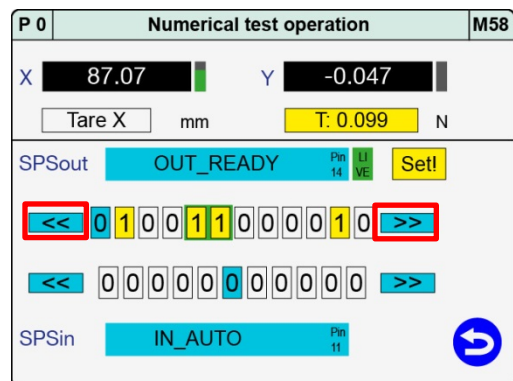 P 0 Numerical test operation M58
X 87.07 Y -0.047
Tare X mm T: 0.099 N
SPSout OUT_READY Pin 14 LI VE Set!
<< 0 1 0 0 1 1 0 0 0 0 1 0 >>
<< 0 0 0 0 0 0 0 0 0 0 0 >>
SPSin IN_AUTO Pin 11